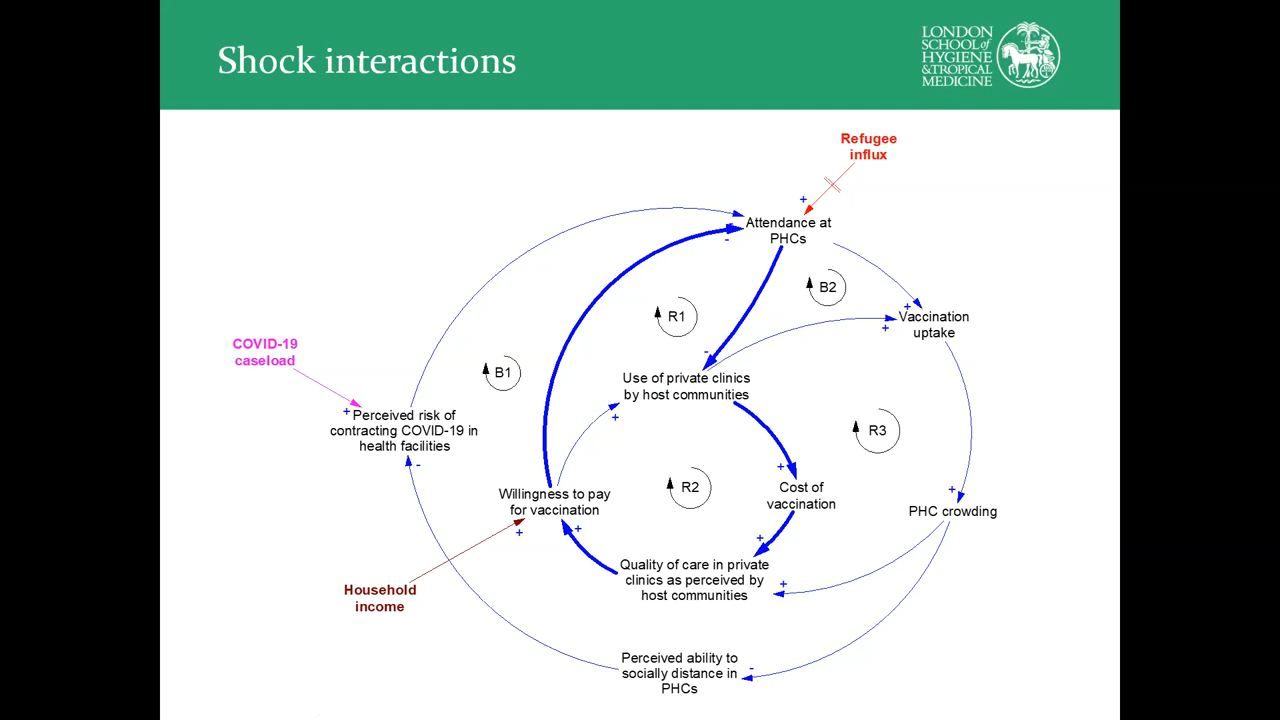 Shock interactions
LONDON
SCHOOL of
HYGIENE
& TROPICAL
MEDICINE
Refugee
influx
+
Attendance at
PHCs
-
B2
+
Vaccination
uptake
+
R1
COVID-19
caseload
-
B1
Use of private clinics
by host communities
+
Perceived risk of
contracting COVID-19 in
health facilities
-
+
R3
+
R2
Willingness to pay
for vaccination
+
+
Cost of
vaccination
+
PHC crowding
+
Quality of care in private
clinics as perceived by
host communities
+
Household
income
Perceived ability to
socially distance in
PHCs
-